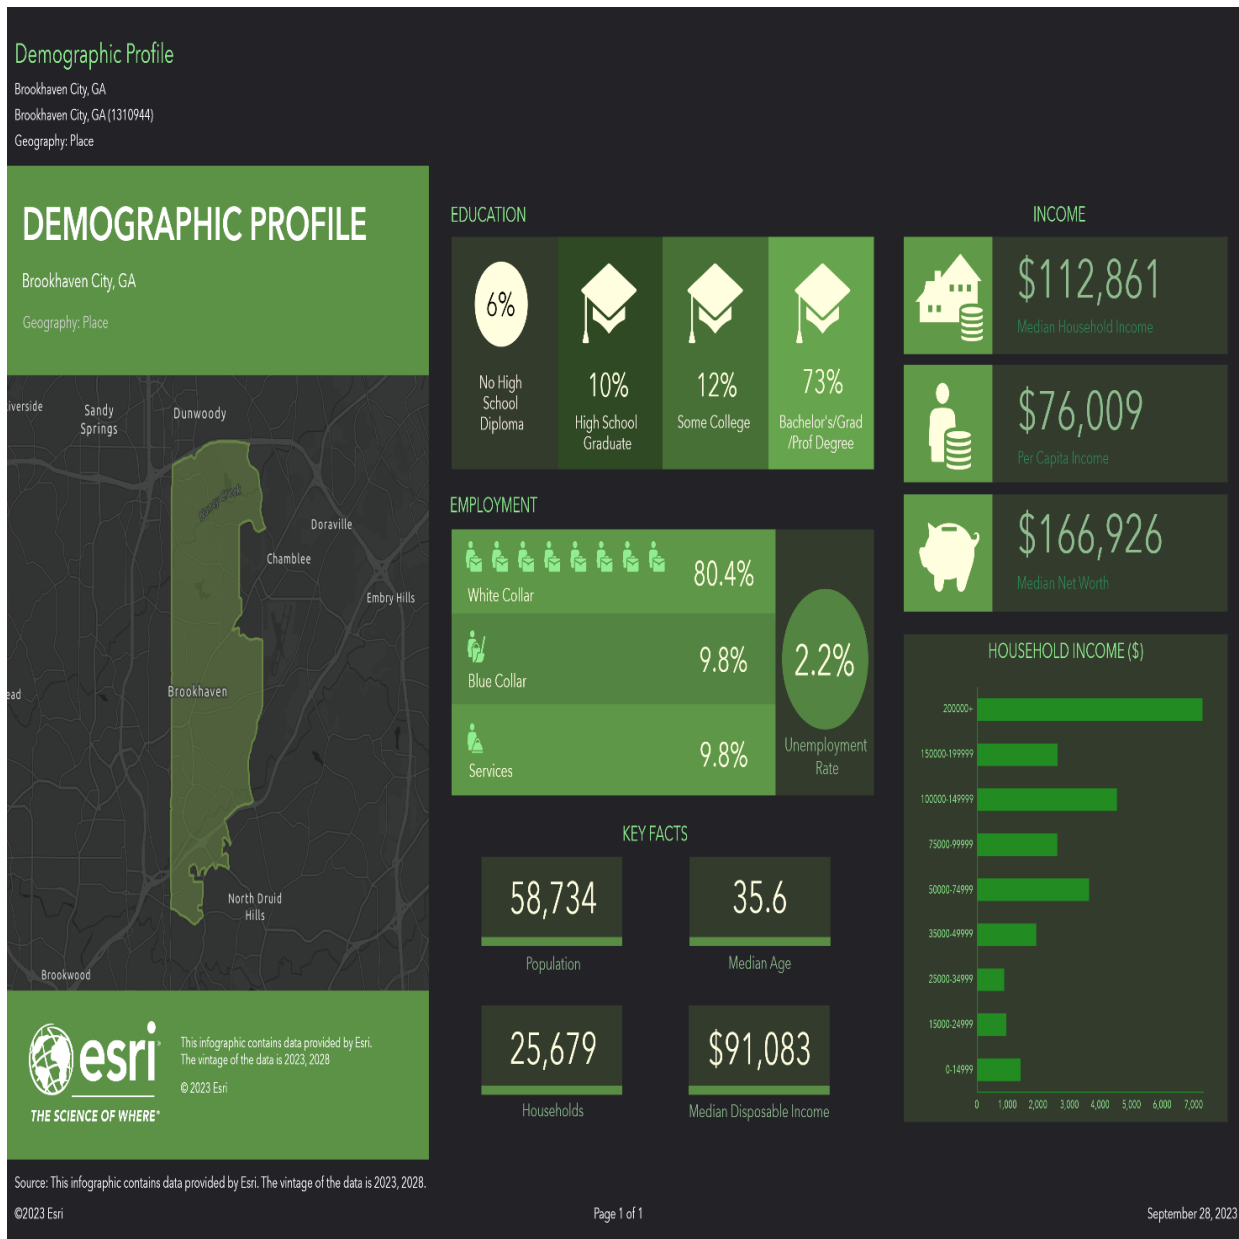 Demographic Profile
Brookhaven City, GA
Brookhaven City, GA (1310944)
Geography: Place
DEMOGRAPHIC PROFILE
Brookhaven City, GA
Geography: Place
iverside
Sandy
Springs
Dunwoody
Nancy Creek
Doraville
Chamblee
Embry Hills
ead
Brookhaven
North Druid
Hills
Brookwood
esri
THE SCIENCE OF WHERE®
This infographic contains data provided by Esri.
The vintage of the data is 2023, 2028
© 2023 Esri
EDUCATION
6%
No High
School
Diploma
10%
High School
Graduate
12%
Some College
73%
Bachelor's/Grad
/Prof Degree
EMPLOYMENT
80.4%
White Collar
9.8%
Blue Collar
9.8%
Services
2.2%
Unemployment
Rate
KEY FACTS
58,734
Population
35.6
Median Age
25,679
Households
$91,083
Median Disposable Income
INCOME
$112,861
Median Household Income
$76,009
Per Capita Income
$166,926
Median Net Worth
HOUSEHOLD INCOME ($)
200000+
150000-199999
100000-149999
75000-99999
50000-74999
35000-49999
25000-34999
15000-24999
0-14999
0 1,000 2,000 3,000 4,000 5,000 6,000 7,000
Source: This infographic contains data provided by Esri. The vintage of the data is 2023, 2028.
©2023 Esri
Page 1 of 1
September 28, 2023